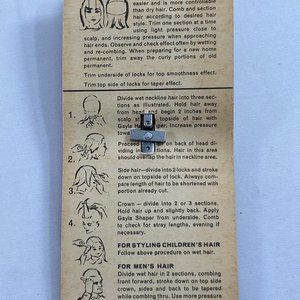 easier and is more controllable
than dry hair. Comb and section
hair according to desired hair
style. Trim one section at a time
using light pressure close to
scalp, and increasing pressure when approaching
hair ends. Observe and check effect often by wetting
and re-combing. When preparing for a new home
permanent, trim away the curly portions of your
present permanent.
Trim underside of locks for top smoothness effect.
Trim top side of locks for taper effect.
1.
Divide wet neckline hair into three sec-
tions as illustrated. Hold hair away
from head and begin 2 inches from
scalp topside of hair with
Gayla Hair Increase pressure
towa
2.
Proceed on back of head di-
viding in ctions. Hair in this area
should overlap the hair in neckline area.
3.
Side hair—divide into 2 locks and stroke
down on topside of lock. Always com-
pare length of hair to be shortened with
portion already cut.
4.
Crown — divide into 2 or 3 sections.
Hold hair up and slightly back. Apply
Gayla Shaper from underside. Comb
to check for stray lengths, evening if
necessary.
FOR STYLING CHILDREN'S HAIR
Follow above procedure on wet hair.
FOR MEN'S HAIR
Divide wet hair in 2 sections, combing
front forward, stroke down on top side
crown, sides and back to be tapered
while combing thru. Use more pressure